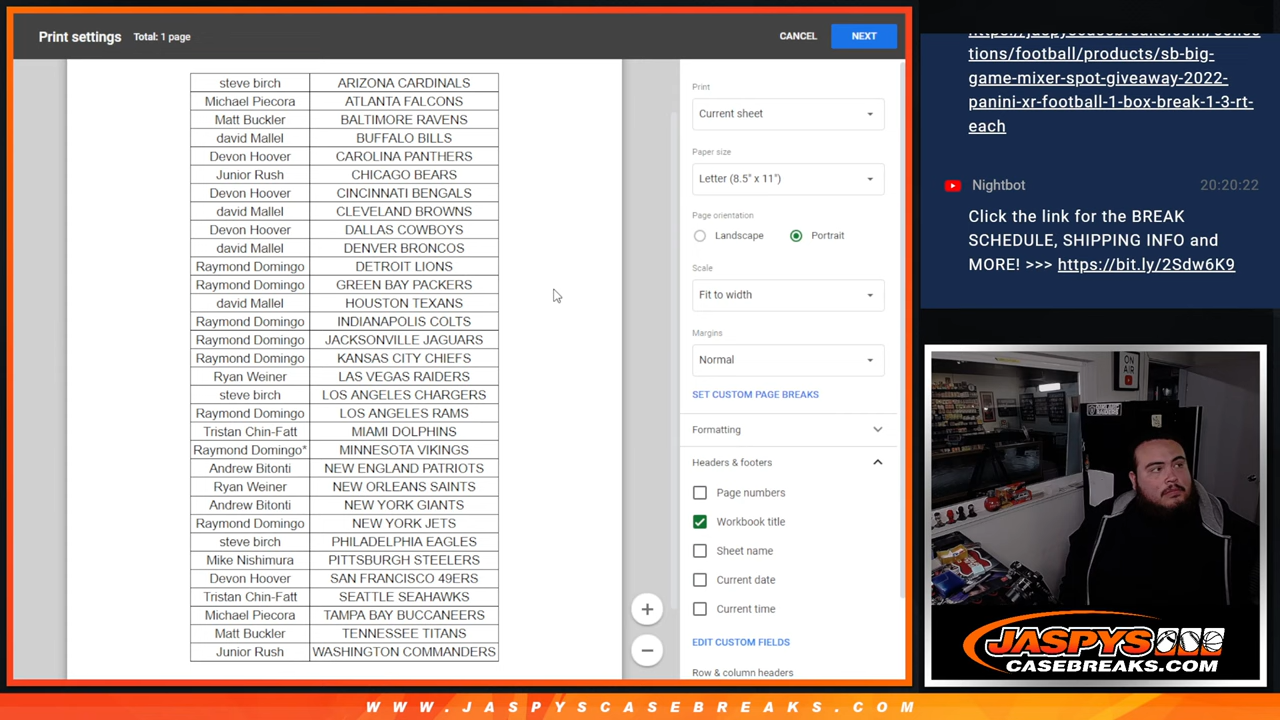 Print settings Total: 1 page CANCEL NEXT
steve birch ARIZONA CARDINALS
Michael Piecora ATLANTA FALCONS
Matt Buckler BALTIMORE RAVENS
david Mallel BUFFALO BILLS
Devon Hoover CAROLINA PANTHERS
Junior Rush CHICAGO BEARS
Devon Hoover CINCINNATI BENGALS
david Mallel CLEVELAND BROWNS
Devon Hoover DALLAS COWBOYS
david Mallel DENVER BRONCOS
Raymond Domingo DETROIT LIONS
Raymond Domingo GREEN BAY PACKERS
david Mallel HOUSTON TEXANS
Raymond Domingo INDIANAPOLIS COLTS
Raymond Domingo JACKSONVILLE JAGUARS
Raymond Domingo KANSAS CITY CHIEFS
Ryan Weiner LAS VEGAS RAIDERS
steve birch LOS ANGELES CHARGERS
Raymond Domingo LOS ANGELES RAMS
Tristan Chin-Fatt MIAMI DOLPHINS
Raymond Domingo* MINNESOTA VIKINGS
Andrew Bitonti NEW ENGLAND PATRIOTS
Ryan Weiner NEW ORLEANS SAINTS
Andrew Bitonti NEW YORK GIANTS
Raymond Domingo NEW YORK JETS
steve birch PHILADELPHIA EAGLES
Mike Nishimura PITTSBURGH STEELERS
Devon Hoover SAN FRANCISCO 49ERS
Tristan Chin-Fatt SEATTLE SEAHAWKS
Michael Piecora TAMPA BAY BUCCANEERS
Matt Buckler TENNESSEE TITANS
Junior Rush WASHINGTON COMMANDERS
Print
Current sheet
Paper size
Letter (8.5" x 11")
Page orientation
Landscape Portrait
Scale
Fit to width
Margins
Normal
SET CUSTOM PAGE BREAKS
Formatting
Headers & footers
Page numbers
Workbook title
Sheet name
Current date
Current time
EDIT CUSTOM FIELDS
Row & column headers
https://jaspyscasebreaks.com/collec
tions/football/products/sb-big-
game-mixer-spot-giveaway-2022-
panini-xr-football-1-box-break-1-3-rt-
each
Nightbot 20:20:22
Click the link for the BREAK
SCHEDULE, SHIPPING INFO and
MORE! >>> https://bit.ly/2Sdw6K9
ON
AIR
JASPYS
CASEBREAKS.COM
WWW.JASPYSCASEBREAKS.COM